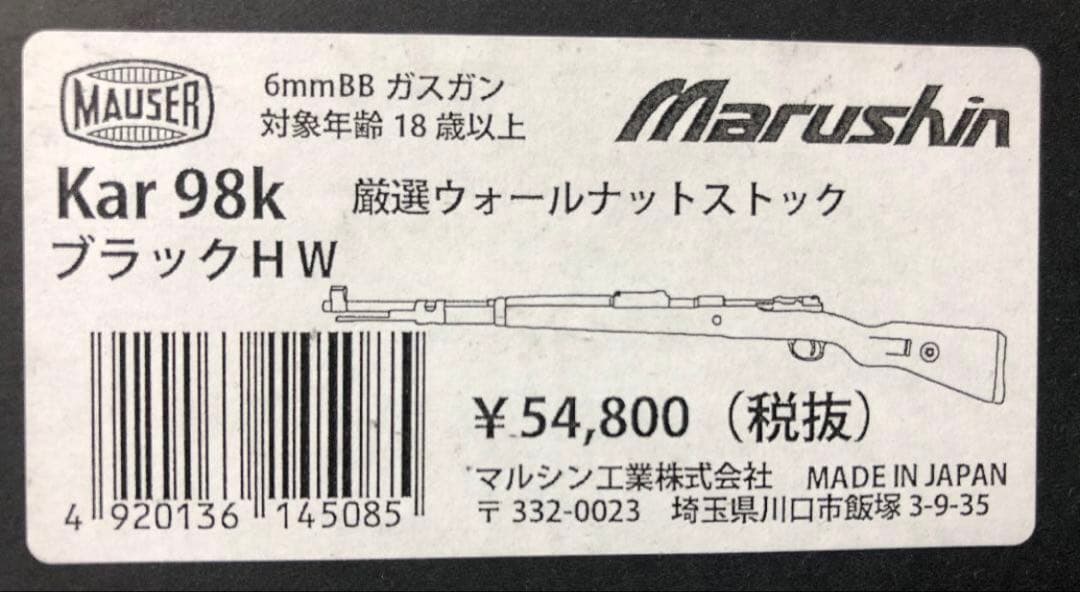 MAUSER
6mmBB ガスガン
対象年齢 18 歳以上
Marushin
Kar 98k 厳選ウォールナットストック
ブラックHW
¥54,800（税抜）
マルシン工業株式会社 MADE IN JAPAN
〒332-0023 埼玉県川口市飯塚 3-9-35
4 920136 145085